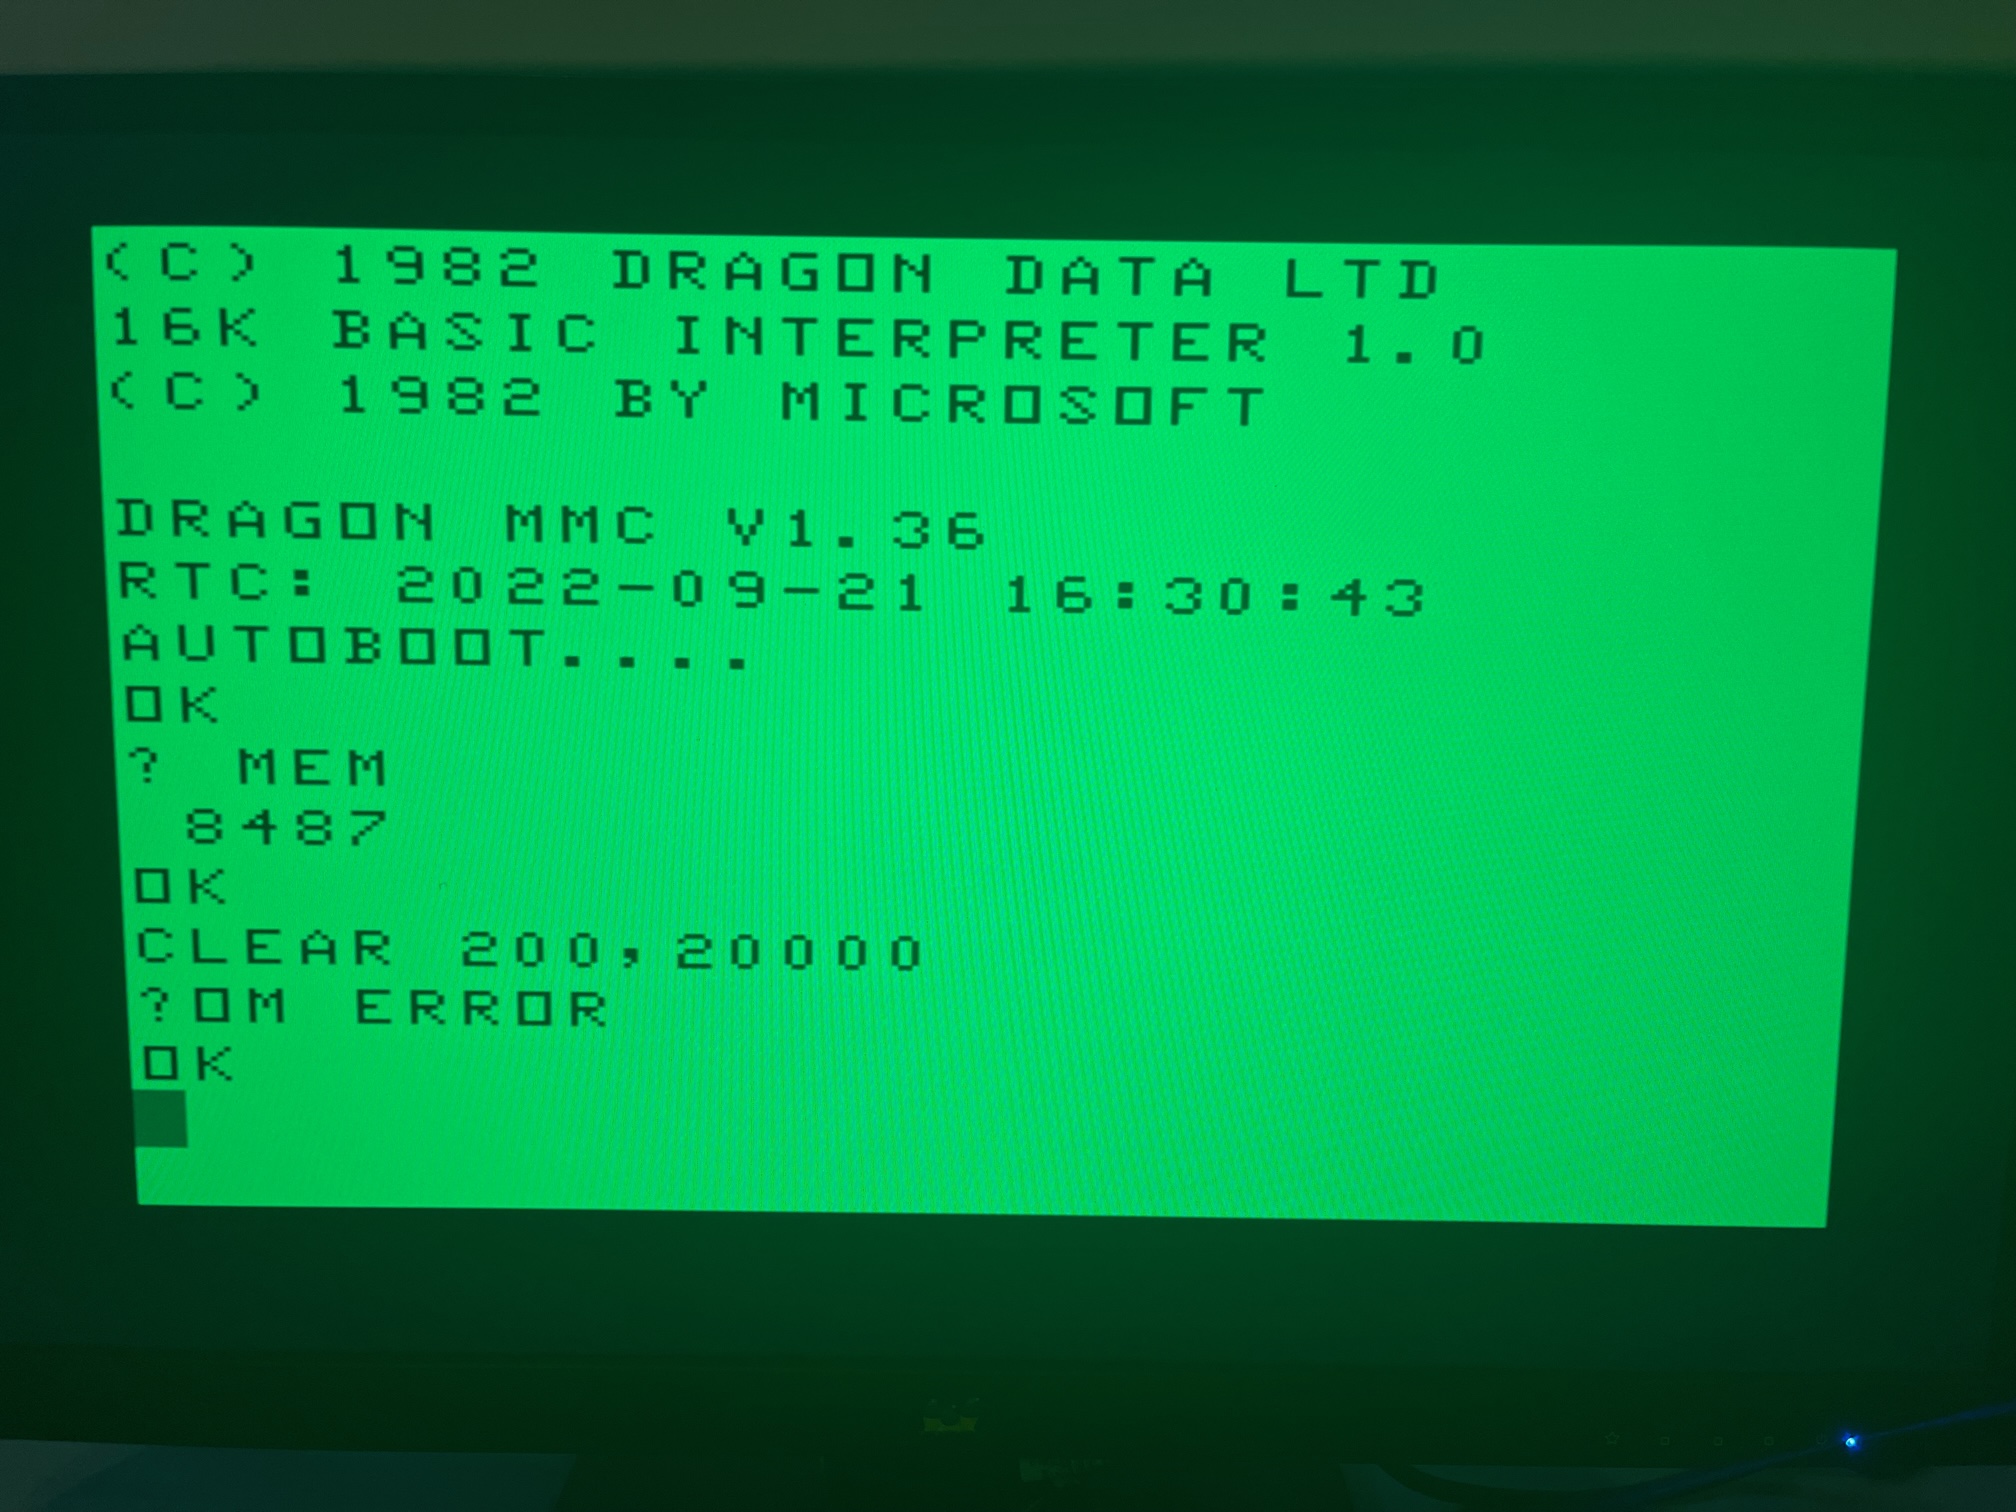 (C) 1982 DRAGON DATA LTD
16K BASIC INTERPRETER 1.0
(C) 1982 BY MICROSOFT
DRAGON MMC V1.36
RTC: 2022-09-21 16:30:43
AUTOBOOT....
OK
? MEM
8487
OK
CLEAR 200,20000
?OM ERROR
OK